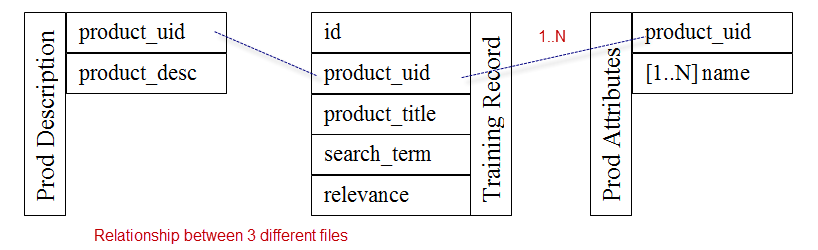 Prod Description
product_uid
product_desc
id
product_uid
product_title
search_term
relevance
Training Record
1..N
Prod Attributes
product_uid
[1..N] name
Relationship between 3 different files